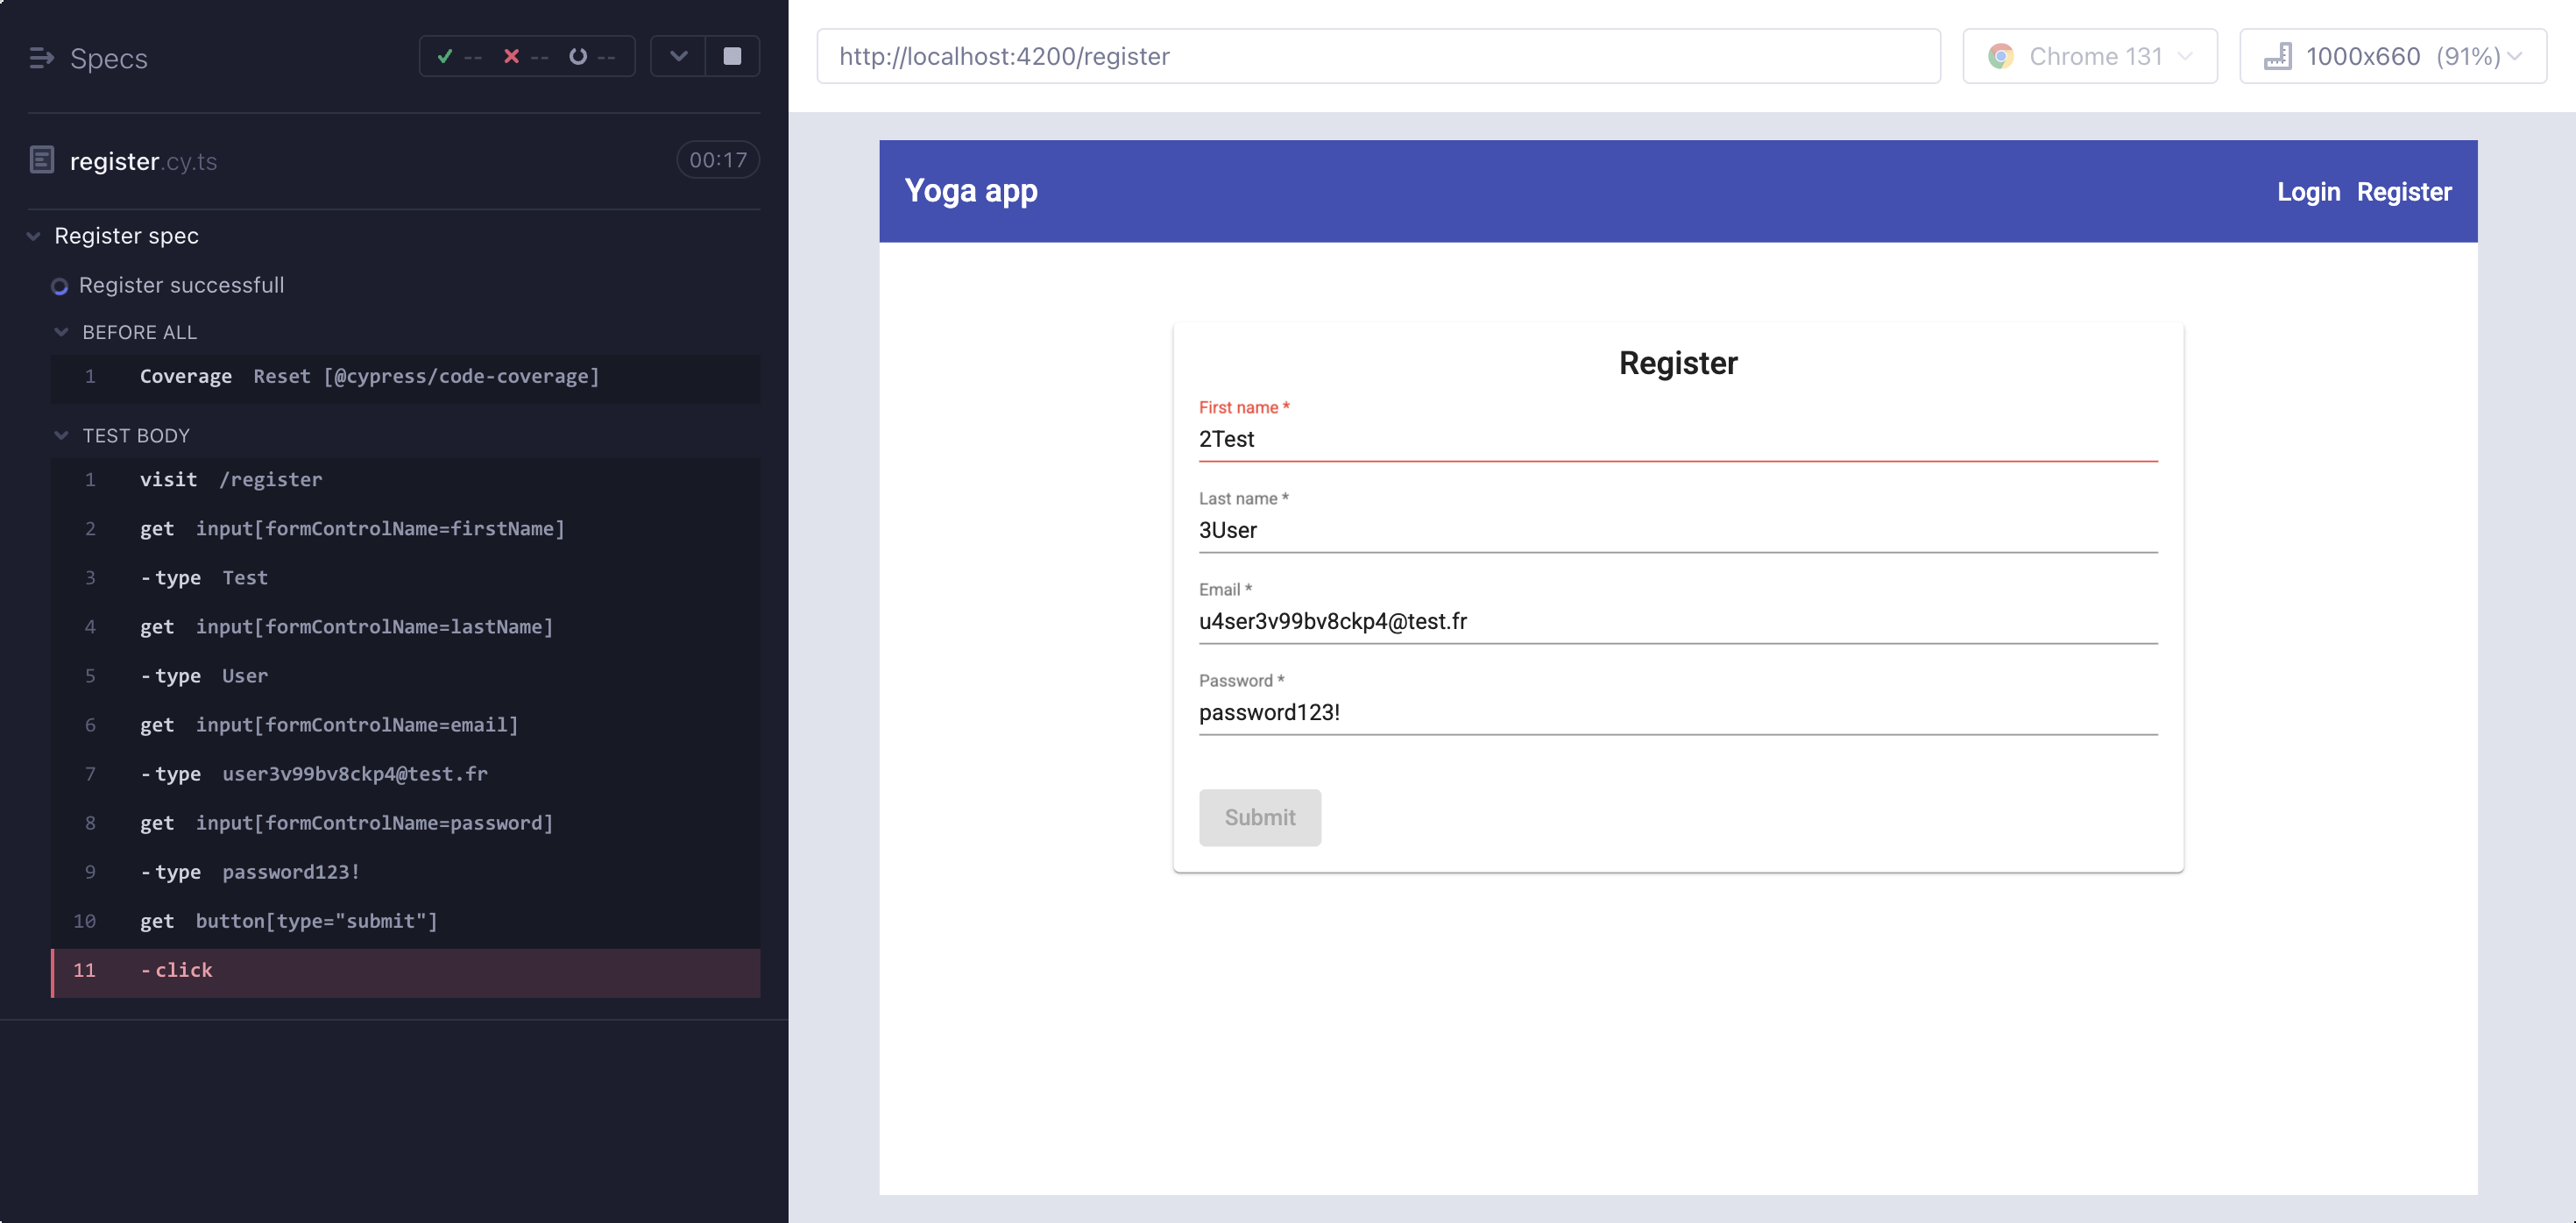 Specs
-- -- --
register.cy.ts 00:17
Register spec
Register successfull
BEFORE ALL
1 Coverage Reset [@cypress/code-coverage]
TEST BODY
1 visit /register
2 get input[formControlName=firstName]
3 -type Test
4 get input[formControlName=lastName]
5 -type User
6 get input[formControlName=email]
7 -type user3v99bv8ckp4@test.fr
8 get input[formControlName=password]
9 -type password123!
10 get button[type="submit"]
11 -click
http://localhost:4200/register
Chrome 131
1000x660 (91%)
Yoga app
Login Register
Register
First name *
2Test
Last name *
3User
Email *
u4ser3v99bv8ckp4@test.fr
Password *
password123!
Submit